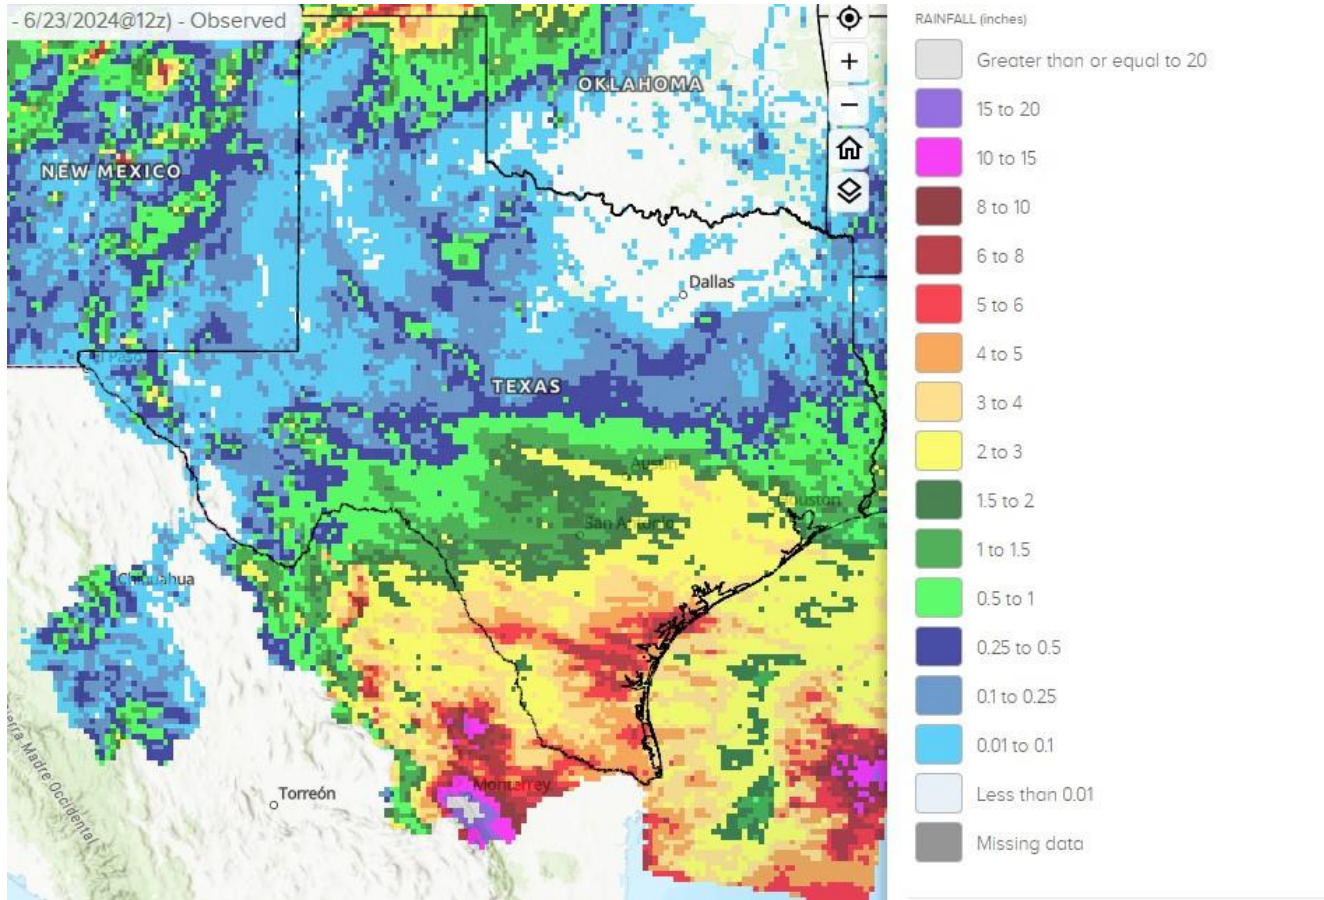 - 6/23/2024@12z) - Observed
OKLAHOMA
NEW MEXICO
Dallas
El Paso
TEXAS
Austin
Houston
San Antonio
Chihuahua
Monterrey
Torreón
Sierra Madre Occidental
RAINFALL (inches)
Greater than or equal to 20
15 to 20
10 to 15
8 to 10
6 to 8
5 to 6
4 to 5
3 to 4
2 to 3
1.5 to 2
1 to 1.5
0.5 to 1
0.25 to 0.5
0.1 to 0.25
0.01 to 0.1
Less than 0.01
Missing data